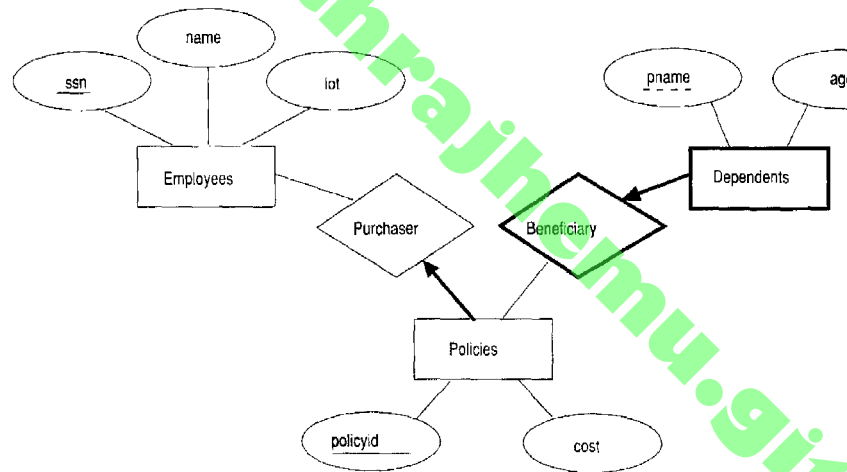 name
ssn
lot
pname
Employees
Dependents
Purchaser
Beneficiary
Policies
policyid
cost